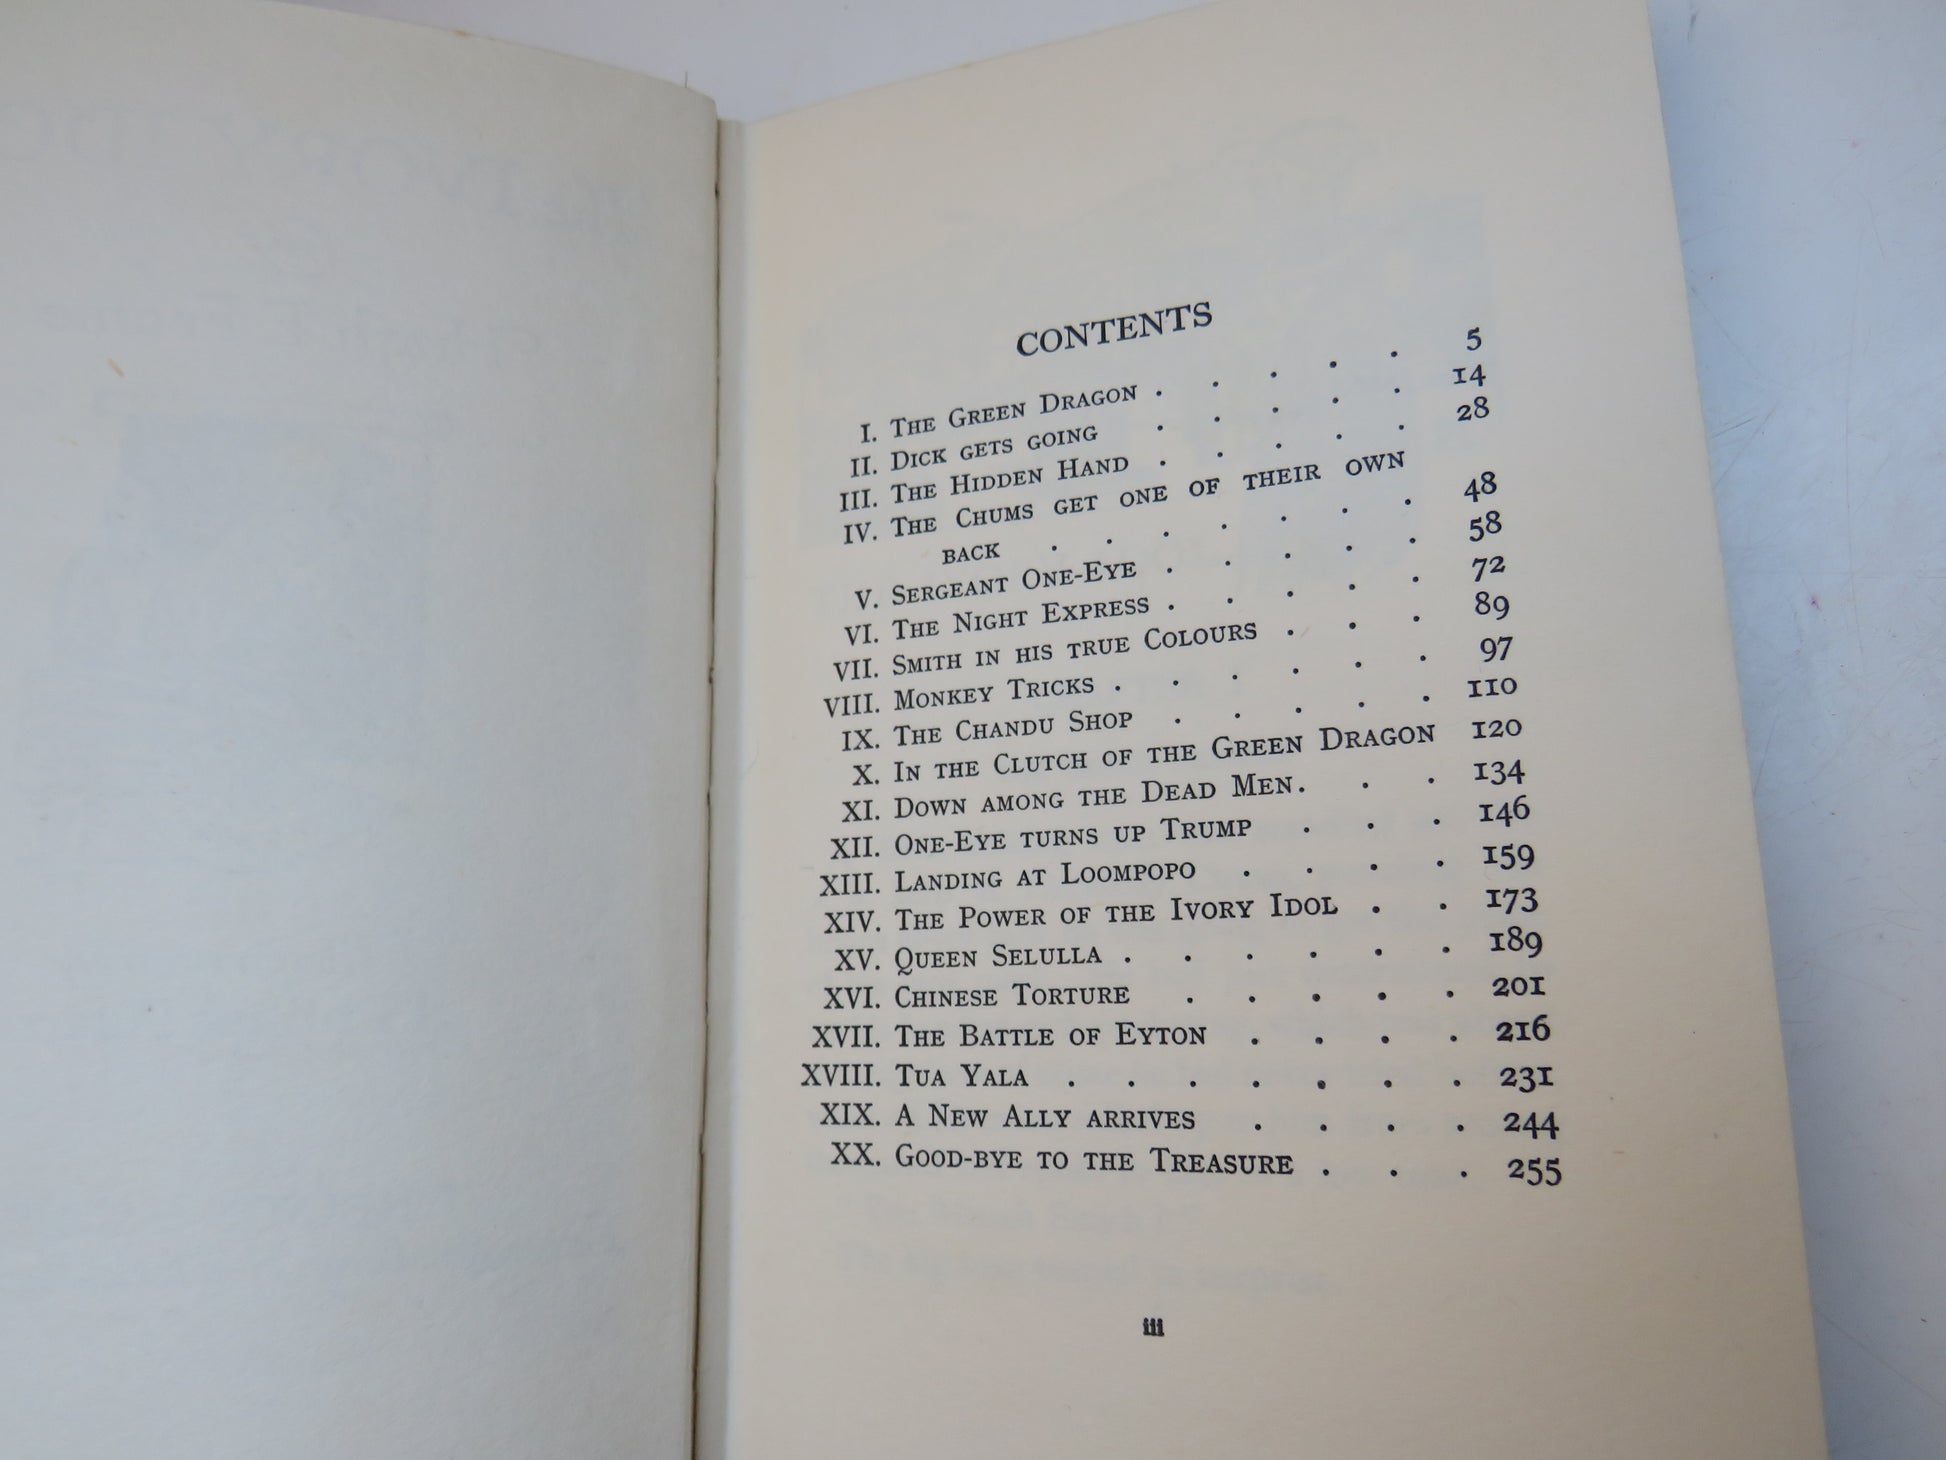 CONTENTS
I. THE GREEN DRAGON . . . . . 5
II. DICK GETS GOING . . . . . 14
III. THE HIDDEN HAND . . . . . 28
IV. THE CHUMS GET ONE OF THEIR OWN
BACK . . . . . . . 48
V. SERGEANT ONE-EYE . . . . . 58
VI. THE NIGHT EXPRESS . . . . . 72
VII. SMITH IN HIS TRUE COLOURS . . . 89
VIII. MONKEY TRICKS . . . . . . 97
IX. THE CHANDU SHOP . . . . . 110
X. IN THE CLUTCH OF THE GREEN DRAGON 120
XI. DOWN AMONG THE DEAD MEN . . . 134
XII. ONE-EYE TURNS UP TRUMP . . . 146
XIII. LANDING AT LOOMPOPO . . . . 159
XIV. THE POWER OF THE IVORY IDOL . . 173
XV. QUEEN SELULLA . . . . . . 189
XVI. CHINESE TORTURE . . . . . 201
XVII. THE BATTLE OF EYTON . . . . 216
XVIII. TUA YALA . . . . . . . 231
XIX. A NEW ALLY ARRIVES . . . . 244
XX. GOOD-BYE TO THE TREASURE . . . 255
iii